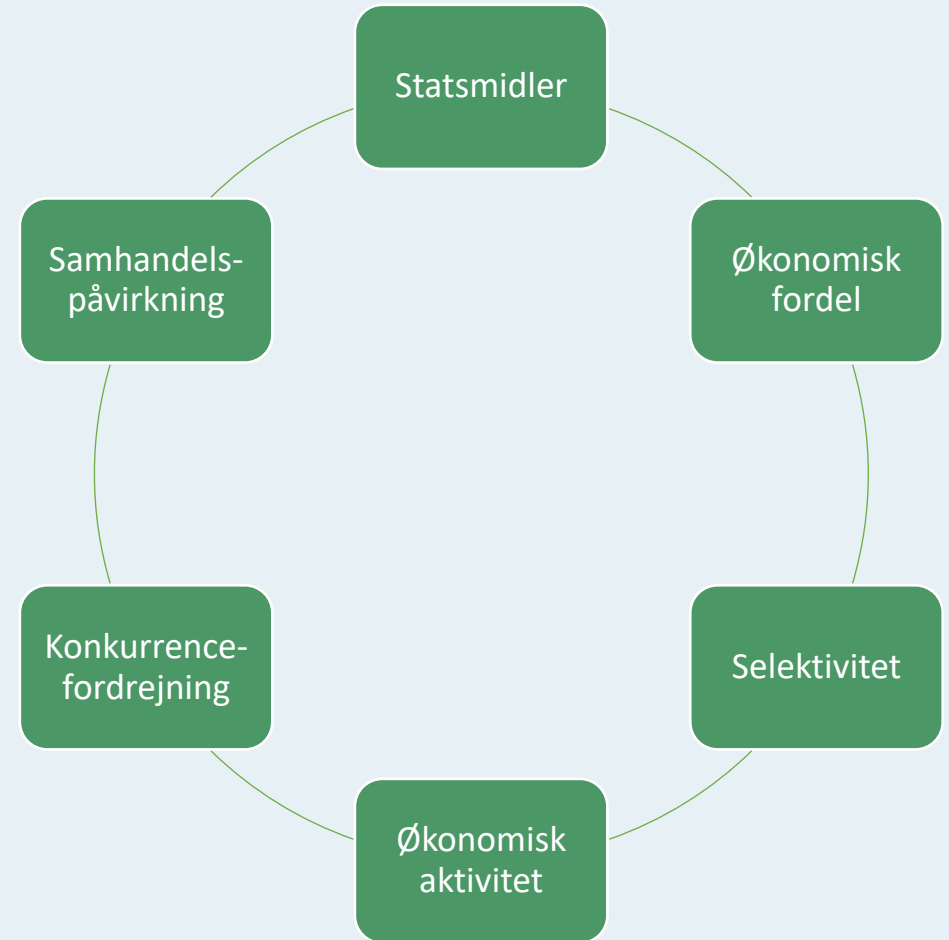 Statsmidler
Økonomisk
fordel
Selektivitet
Økonomisk
aktivitet
Konkurrence-
fordrejning
Samhandels-
påvirkning